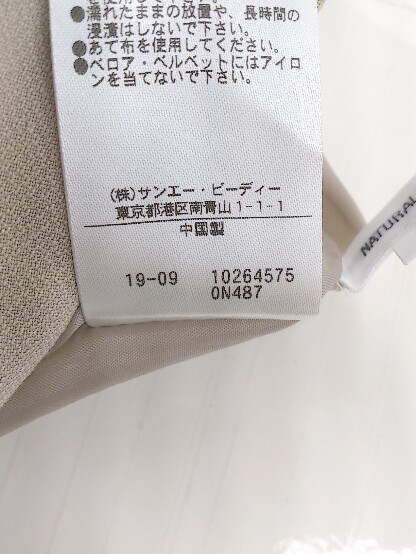 ●濡れたままの放置や、長時間の
浸漬はしないで下さい。
●あて布を使用してください。
●ベロア・ベルベットにはアイロ
ンを当てないで下さい。
(株)サンエー・ビーディー
東京都港区南青山1-1-1
中国製
19-09 10264575
0N487
NATURAL